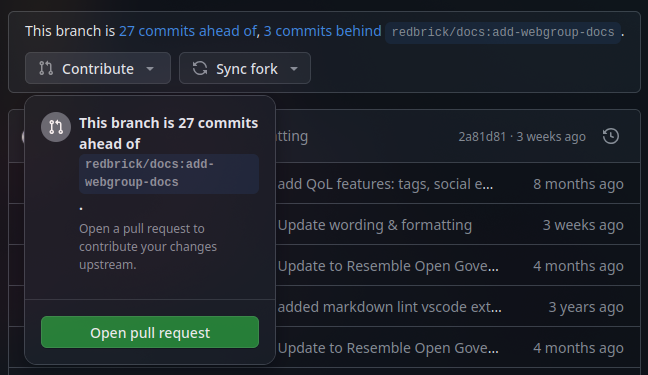 This branch is 27 commits ahead of, 3 commits behind redbrick/docs:add-webgroup-docs .
Contribute
Sync fork
This branch is 27 commits
ahead of
redbrick/docs:add-
webgroup-docs
.
Open a pull request to
contribute your changes
upstream.
Open pull request
2a81d81 · 3 weeks ago
add QoL features: tags, social e...
8 months ago
Update wording & formatting
3 weeks ago
Update to Resemble Open Gove...
4 months ago
added markdown lint vscode ext...
3 years ago
Update to Resemble Open Gove...
4 months ago